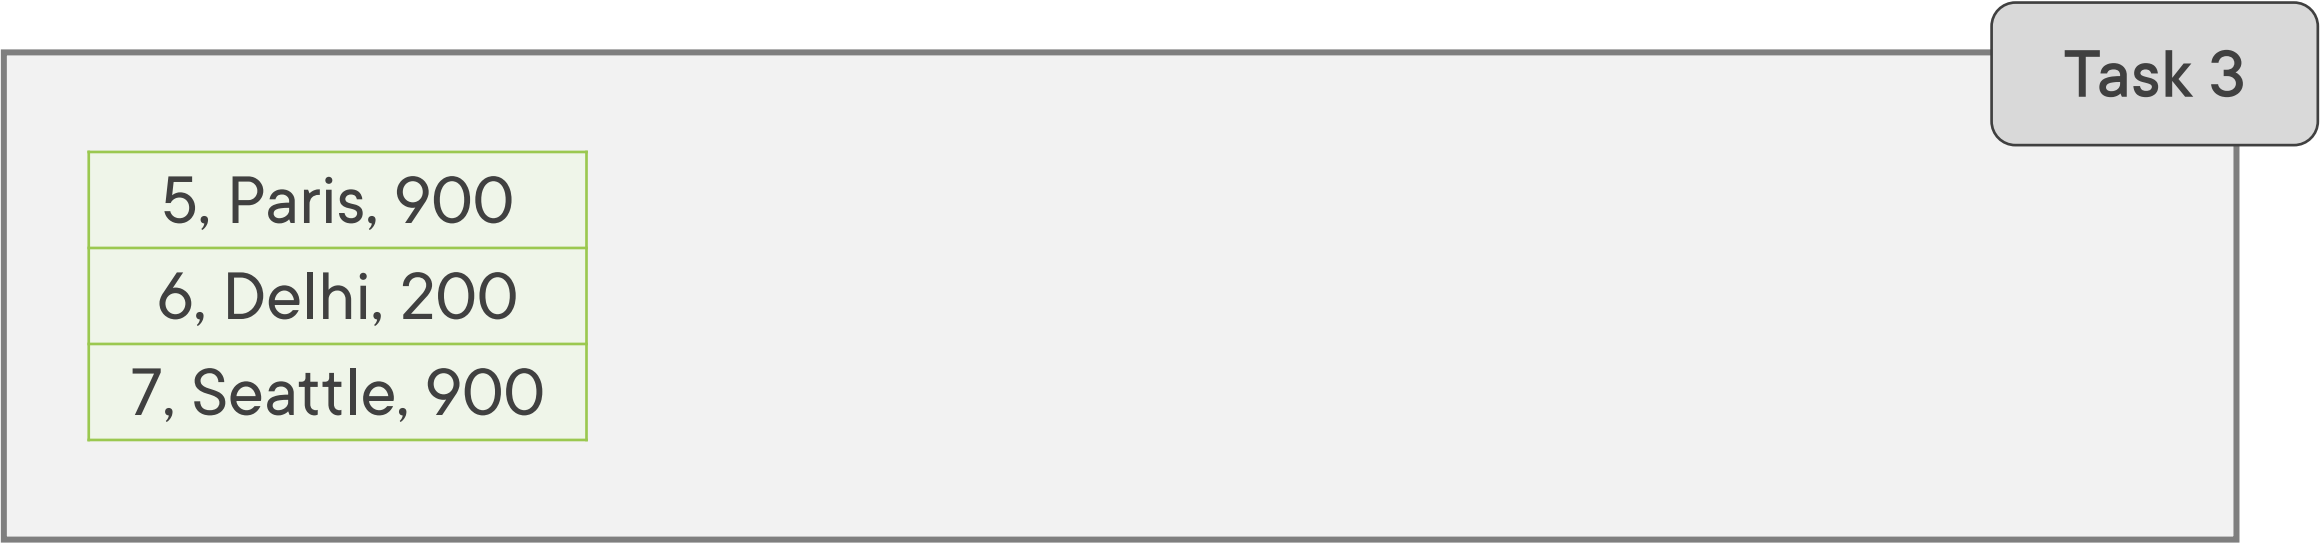 Task 3
5, Paris, 900
6, Delhi, 200
7, Seattle, 900